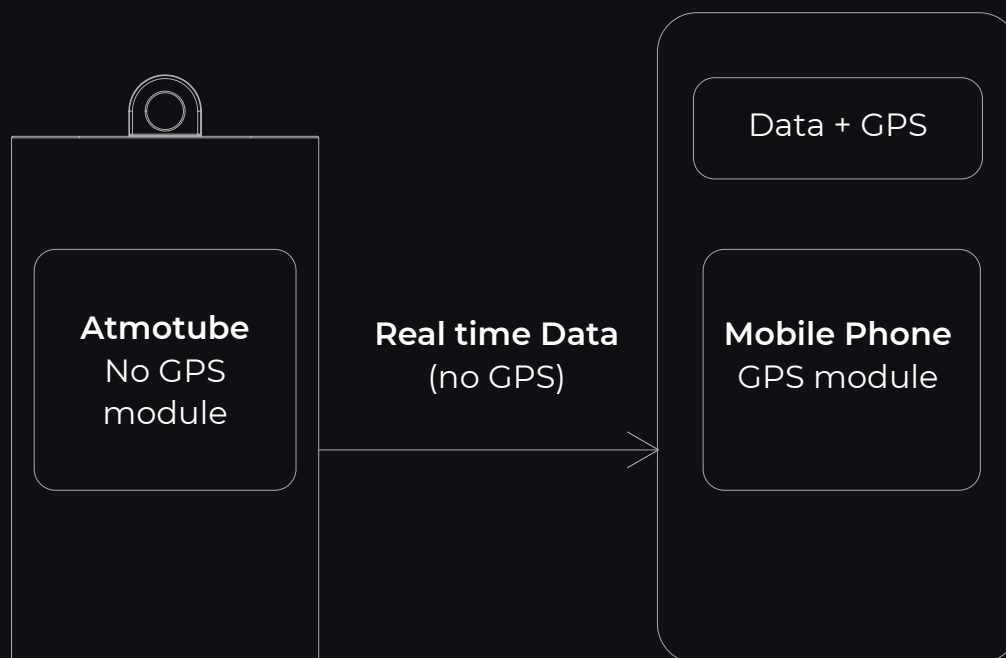 Data + GPS
Atmotube
No GPS
module
Real time Data
(no GPS)
Mobile Phone
GPS module